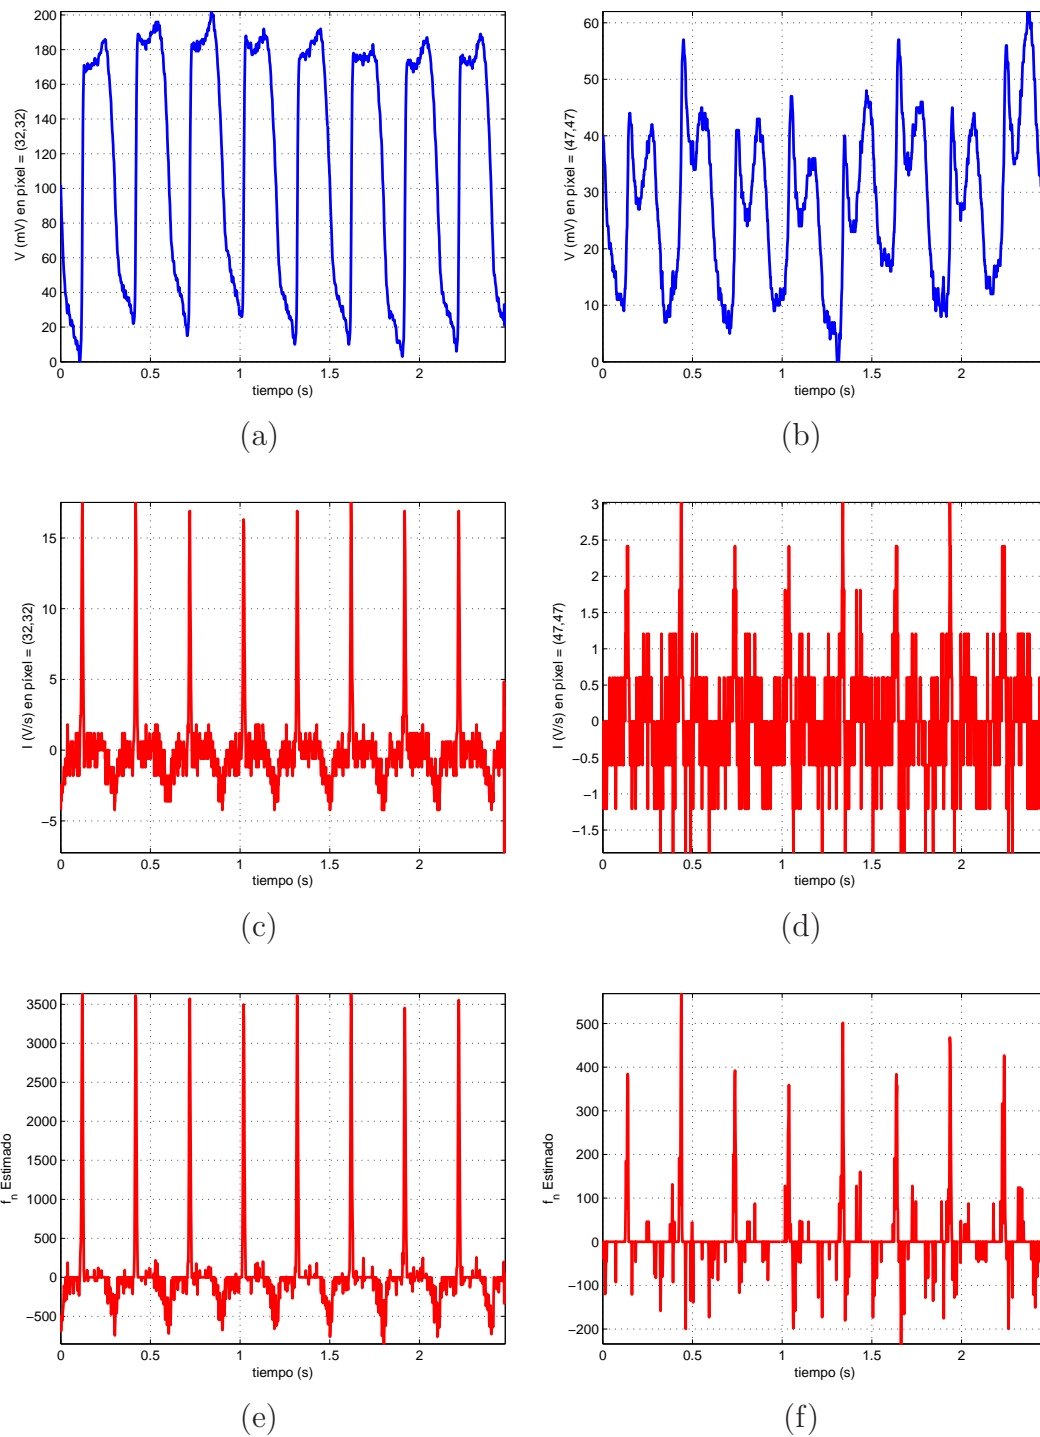 200
180
160
140
120
100
80
60
40
20
0
V (mV) en pixel = (32,32)
0 0.5 1 1.5 2
tiempo (s)
(a)
60
50
40
30
20
10
0
V (mV) en pixel = (47,47)
0 0.5 1 1.5 2
tiempo (s)
(b)
15
10
5
0
−5
I (V/s) en pixel = (32,32)
0 0.5 1 1.5 2
tiempo (s)
(c)
3
2.5
2
1.5
1
0.5
0
−0.5
−1
−1.5
I (V/s) en pixel = (47,47)
0 0.5 1 1.5 2
tiempo (s)
(d)
3500
3000
2500
2000
1500
1000
500
0
−500
f_n Estimado
0 0.5 1 1.5 2
tiempo (s)
(e)
500
400
300
200
100
0
−100
−200
f_n Estimado
0 0.5 1 1.5 2
tiempo (s)
(f)